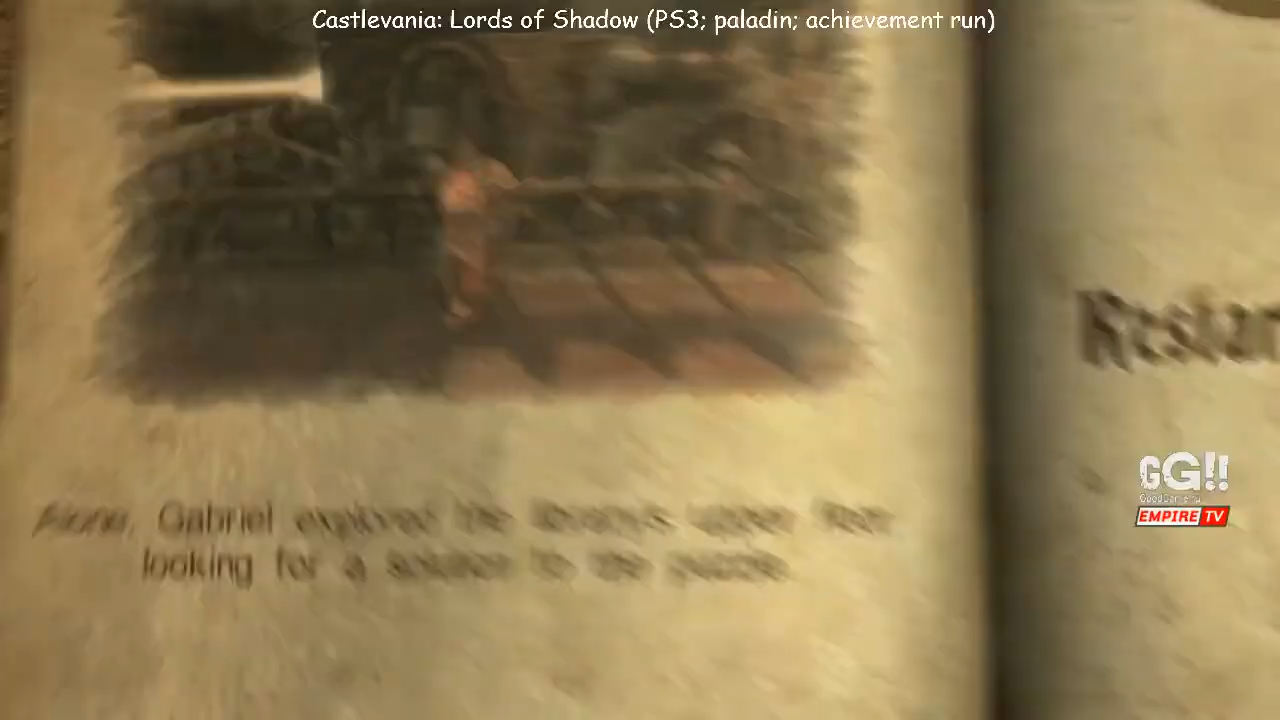 Castlevania: Lords of Shadow (PS3; paladin; achievement run)
Alone, Gabriel explored library's upper floor
looking for a solution to the puzzle.
GG!!
EMPIRE TV